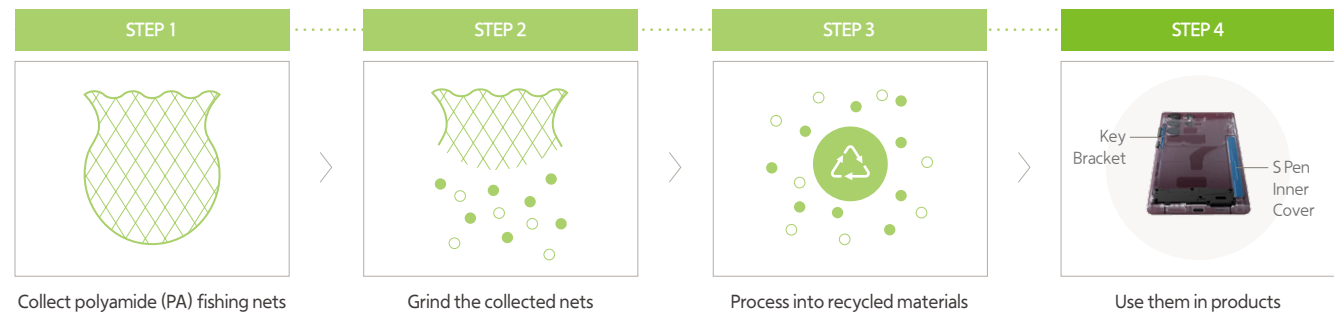 STEP 1
STEP 2
STEP 3
STEP 4
Key
Bracket
S Pen
Inner
Cover
Collect polyamide (PA) fishing nets
Grind the collected nets
Process into recycled materials
Use them in products